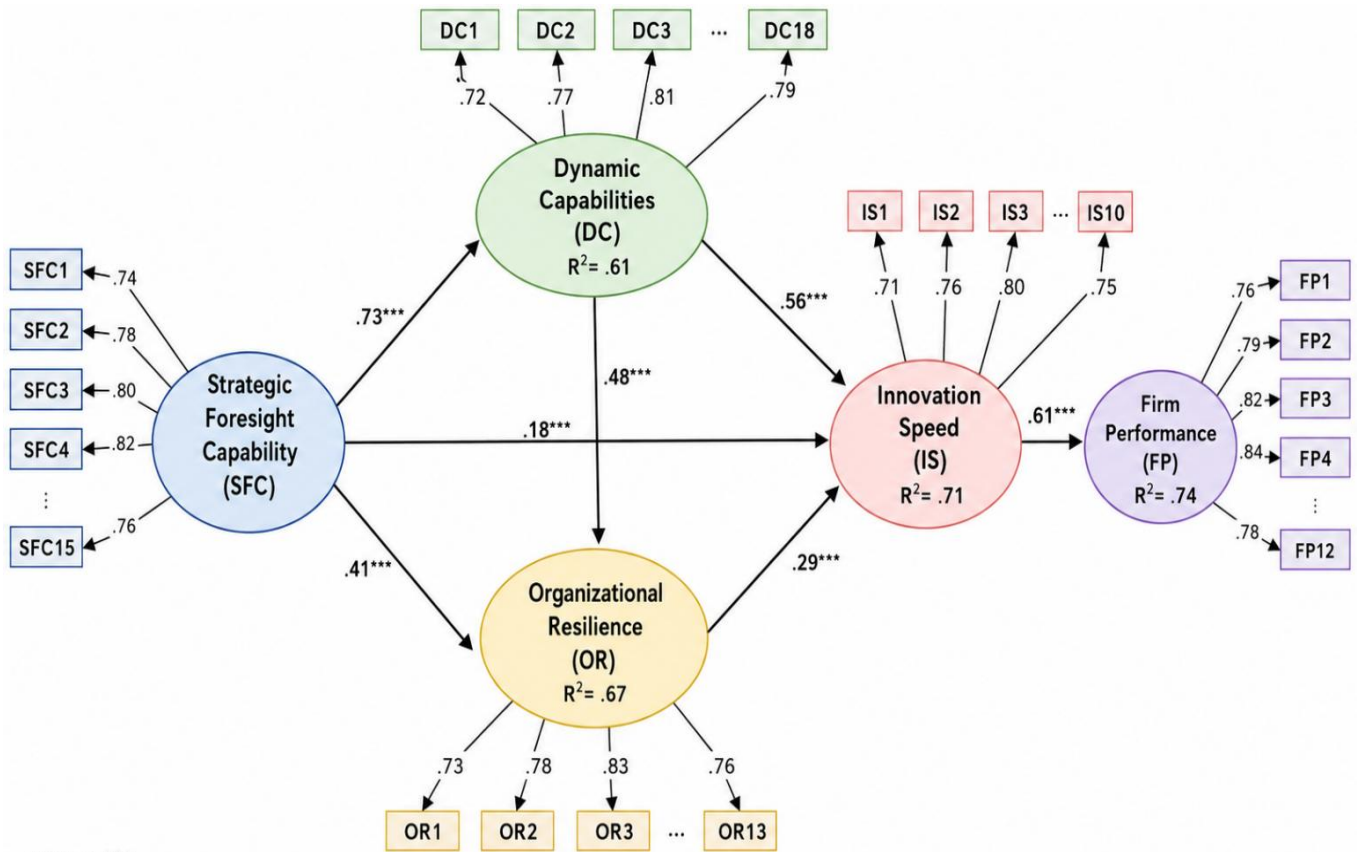 DC1 DC2 DC3 ... DC18
.72 .77 .81 .79
Dynamic
Capabilities
(DC)
R²= .61
IS1 IS2 IS3 ... IS10
.71 .76 .80 .75
SFC1
SFC2
SFC3
SFC4
⋮
SFC15
.74
.78
.80
.82
.76
Strategic
Foresight
Capability
(SFC)
.73***
.56***
.48***
.18***
.41***
.29***
Innovation
Speed
(IS)
R²= .71
.61***
Firm
Performance
(FP)
R²= .74
.76
.79
.82
.84
.78
FP1
FP2
FP3
FP4
⋮
FP12
Organizational
Resilience
(OR)
R²= .67
.73 .78 .83 .76
OR1 OR2 OR3 ... OR13